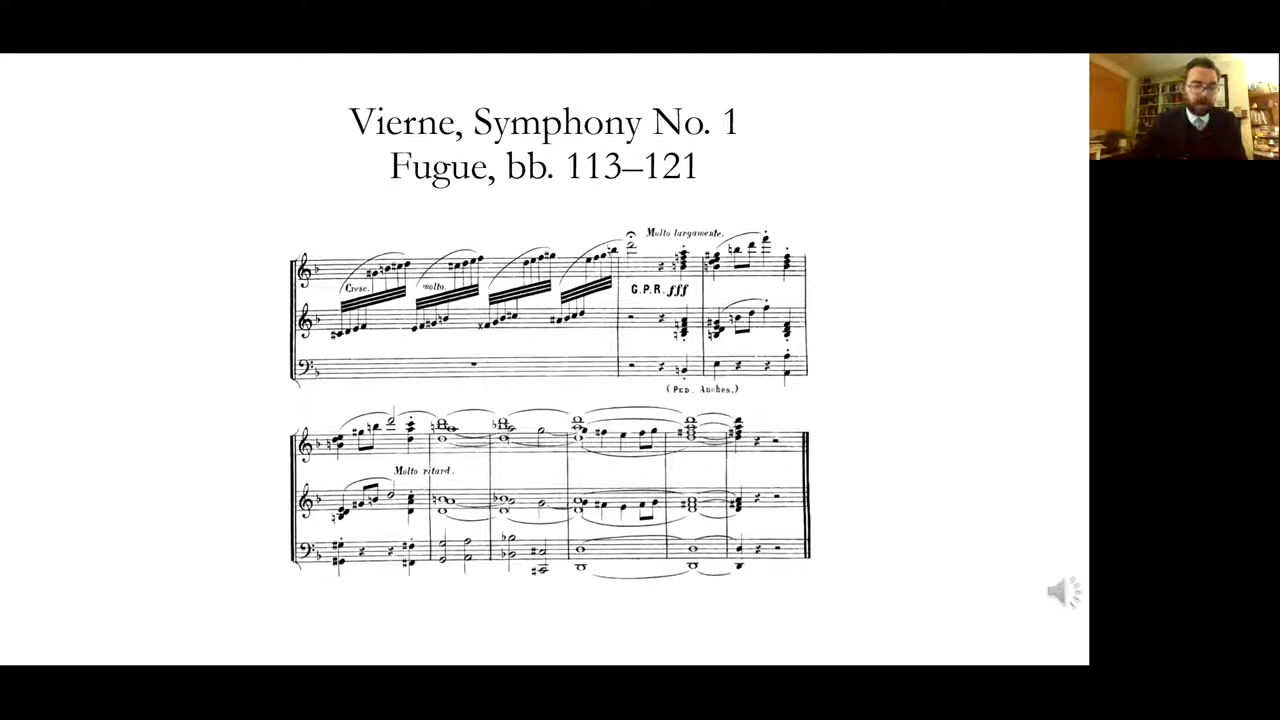 Vierne, Symphony No. 1
Fugue, bb. 113–121
Molto largamente.
Cresc. molto.
G.P.R. fff
(PED. Anches.)
Molto ritard.